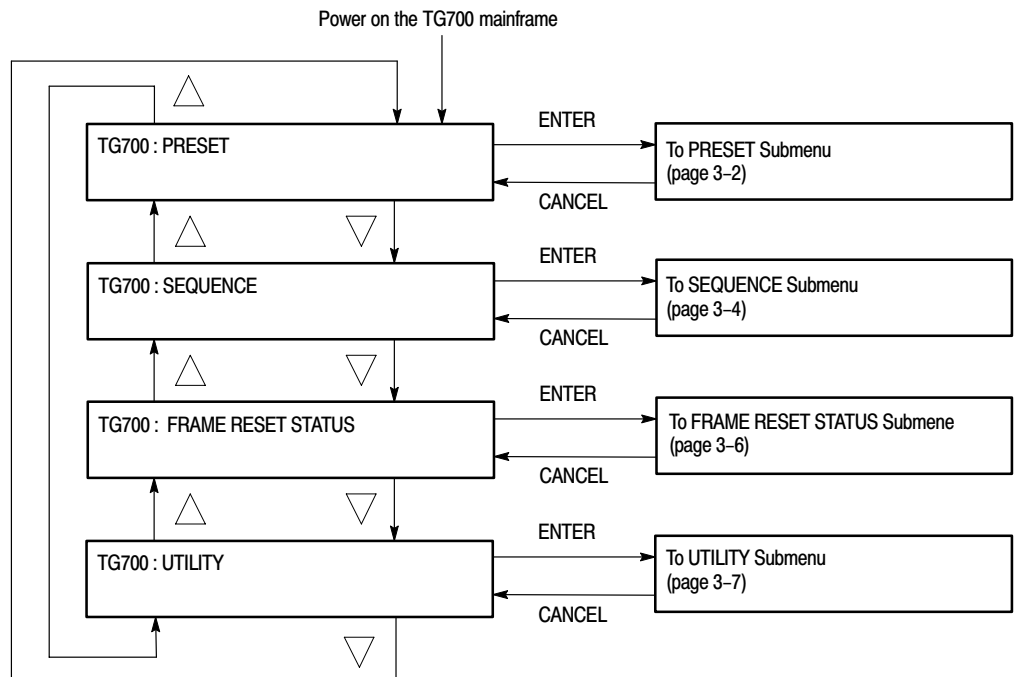 Power on the TG700 mainframe
TG700 : PRESET
ENTER
To PRESET Submenu
(page 3–2)
CANCEL
TG700 : SEQUENCE
ENTER
To SEQUENCE Submenu
(page 3–4)
CANCEL
TG700 : FRAME RESET STATUS
ENTER
To FRAME RESET STATUS Submene
(page 3–6)
CANCEL
TG700 : UTILITY
ENTER
To UTILITY Submenu
(page 3–7)
CANCEL